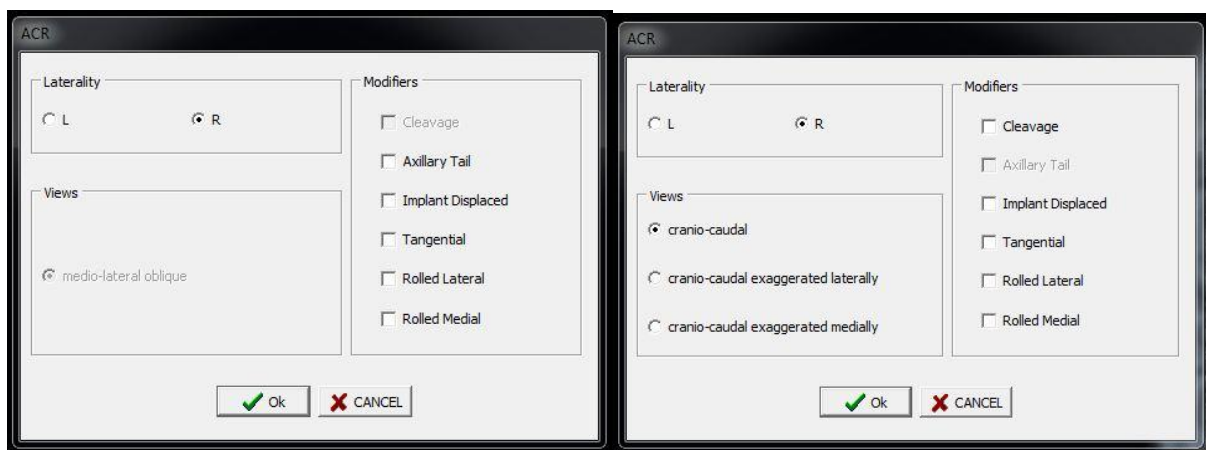 ACR
Laterality
L
R
Views
medio-lateral oblique
Modifiers
Cleavage
Axillary Tail
Implant Displaced
Tangential
Rolled Lateral
Rolled Medial
Ok
CANCEL
ACR
Laterality
L
R
Views
cranio-caudal
cranio-caudal exaggerated laterally
cranio-caudal exaggerated medially
Modifiers
Cleavage
Axillary Tail
Implant Displaced
Tangential
Rolled Lateral
Rolled Medial
Ok
CANCEL